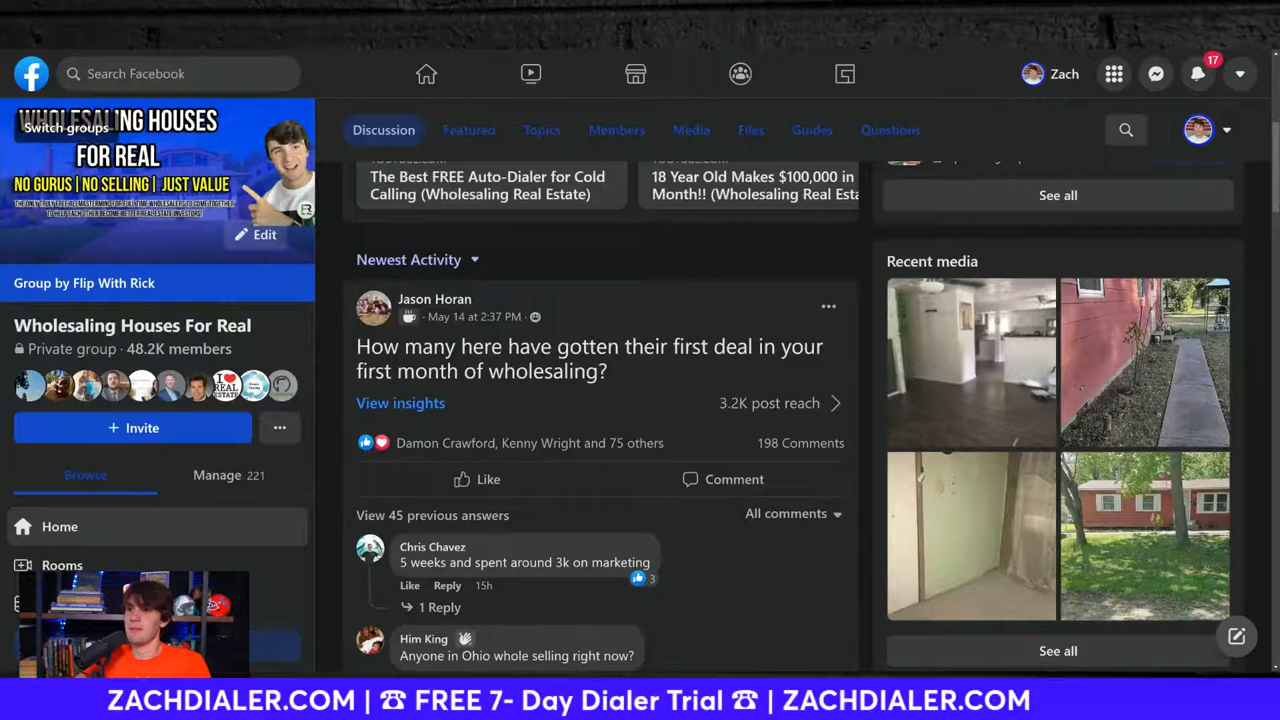 Search Facebook
Zach
17
WHOLESALING HOUSES
FOR REAL
Switch groups
NO GURUS | NO SELLING | JUST VALUE
Edit
Group by Flip With Rick
Wholesaling Houses For Real
Private group · 48.2K members
I
REAL
ESTATE
+ Invite
...
Browse
Manage 221
Home
Rooms
Discussion
Featured
Topics
Members
Media
Files
Guides
Questions
YOUTUBE.COM
The Best FREE Auto-Dialer for Cold
Calling (Wholesaling Real Estate)
18 Year Old Makes $100,000 in
Month!! (Wholesaling Real Esta
Newest Activity
Jason Horan
· May 14 at 2:37 PM ·
...
How many here have gotten their first deal in your
first month of wholesaling?
View insights
3.2K post reach
Damon Crawford, Kenny Wright and 75 others
198 Comments
Like
Comment
View 45 previous answers
All comments
Chris Chavez
5 weeks and spent around 3k on marketing
3
Like Reply 15h
1 Reply
Him King
Anyone in Ohio whole selling right now?
See all
Recent media
See all
ZACHDIALER.COM | ☎ FREE 7- Day Dialer Trial ☎ | ZACHDIALER.COM